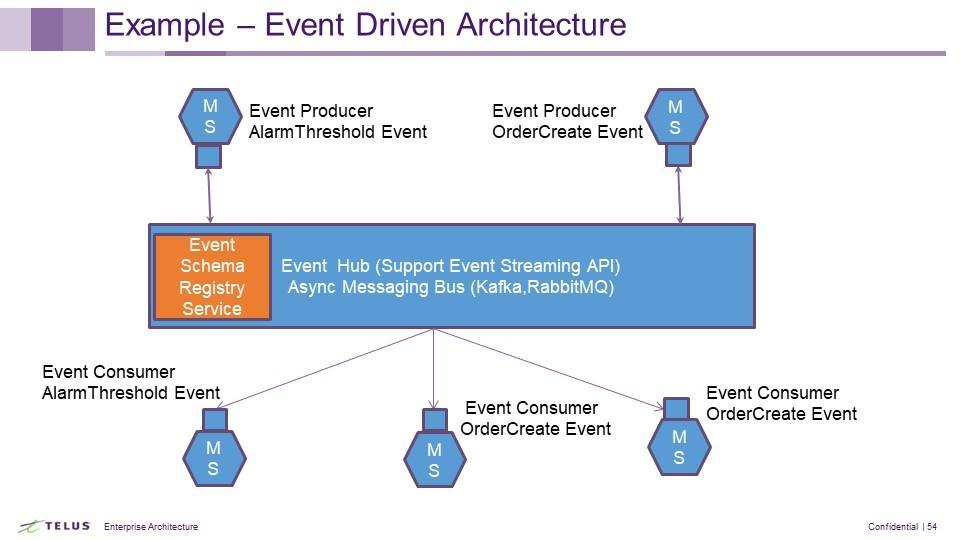 Example – Event Driven Architecture
M
S
Event Producer
AlarmThreshold Event
Event Producer
OrderCreate Event
M
S
Event
Schema
Registry
Service
Event Hub (Support Event Streaming API)
Async Messaging Bus (Kafka,RabbitMQ)
Event Consumer
AlarmThreshold Event
M
S
Event Consumer
OrderCreate Event
M
S
Event Consumer
OrderCreate Event
M
S
TELUS
Enterprise Architecture
Confidential | 54